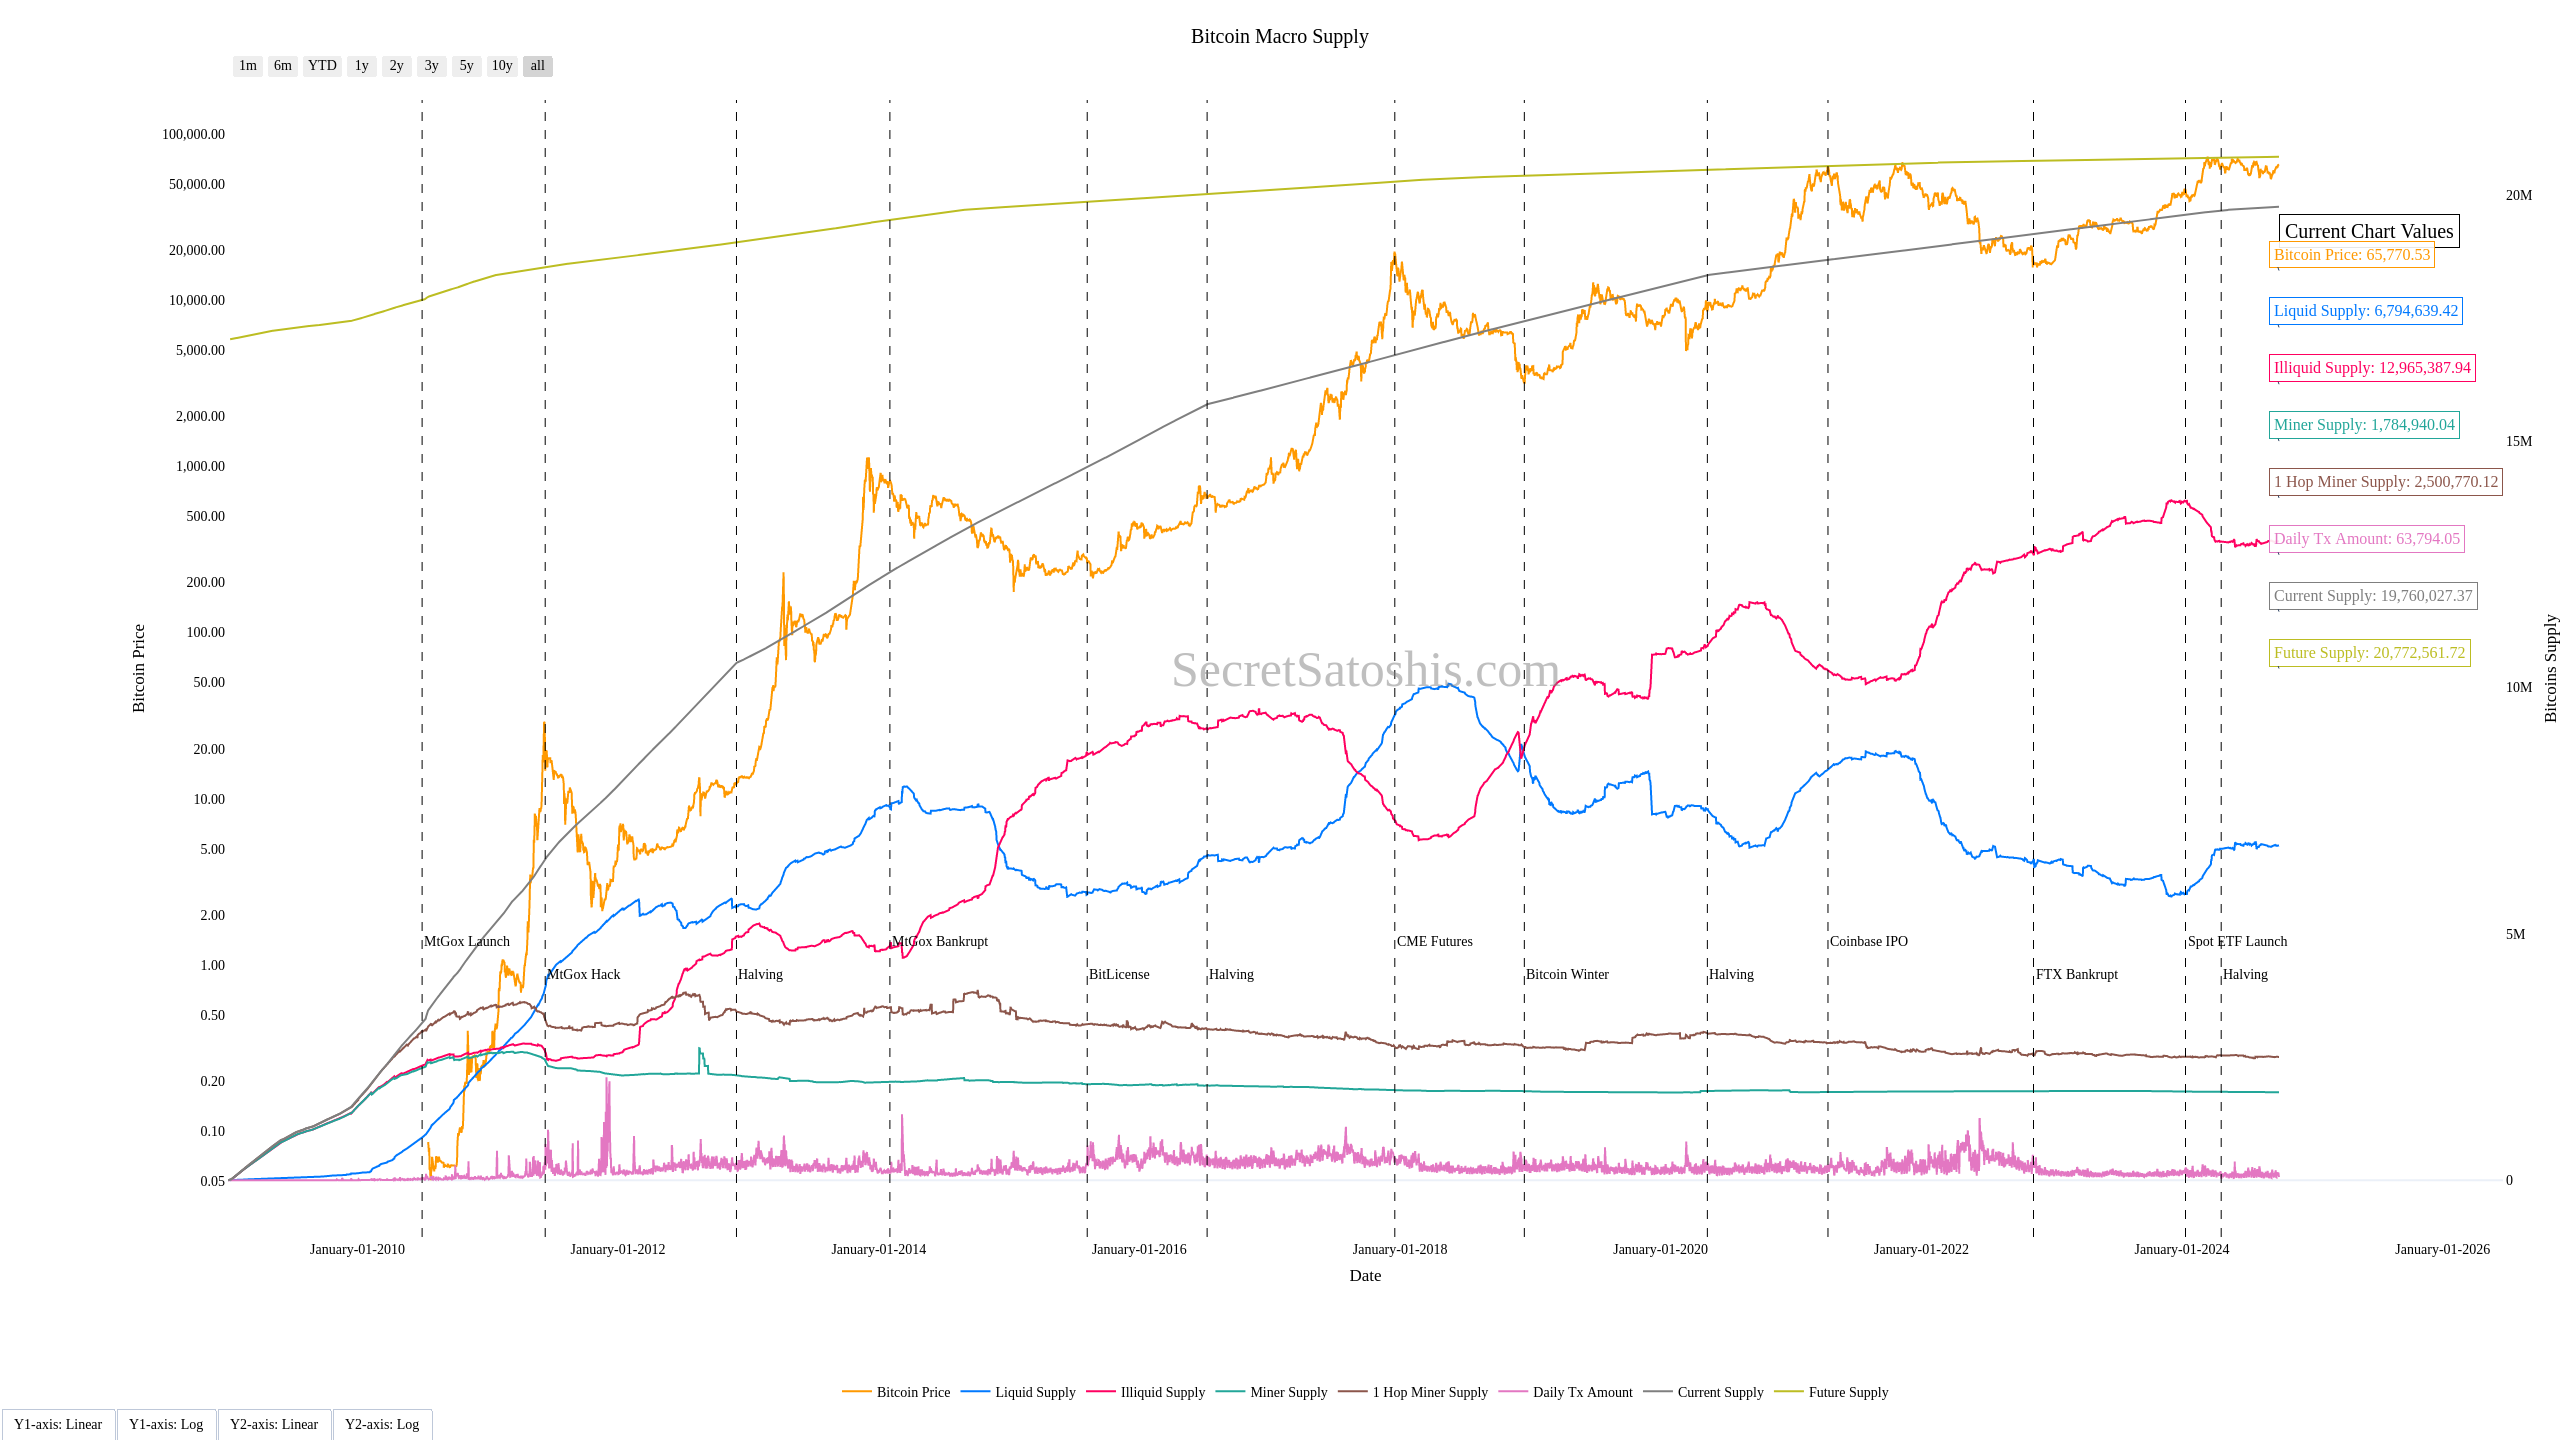 Bitcoin Macro Supply
1m 6m YTD 1y 2y 3y 5y 10y all
100,000.00
50,000.00
20,000.00
10,000.00
5,000.00
2,000.00
1,000.00
500.00
200.00
100.00
50.00
20.00
10.00
5.00
2.00
1.00
0.50
0.20
0.10
0.05
Bitcoin Price
20M
15M
10M
5M
0
Bitcoins Supply
Current Chart Values
Bitcoin Price: 65,770.53
Liquid Supply: 6,794,639.42
Illiquid Supply: 12,965,387.94
Miner Supply: 1,784,940.04
1 Hop Miner Supply: 2,500,770.12
Daily Tx Amount: 63,794.05
Current Supply: 19,760,027.37
Future Supply: 20,772,561.72
SecretSatoshis.com
MtGox Launch
MtGox Hack
Halving
MtGox Bankrupt
BitLicense
Halving
CME Futures
Bitcoin Winter
Halving
Coinbase IPO
FTX Bankrupt
Spot ETF Launch
Halving
January-01-2010 January-01-2012 January-01-2014 January-01-2016 January-01-2018 January-01-2020 January-01-2022 January-01-2024 January-01-2026
Date
Bitcoin Price Liquid Supply Illiquid Supply Miner Supply 1 Hop Miner Supply Daily Tx Amount Current Supply Future Supply
Y1-axis: Linear Y1-axis: Log Y2-axis: Linear Y2-axis: Log